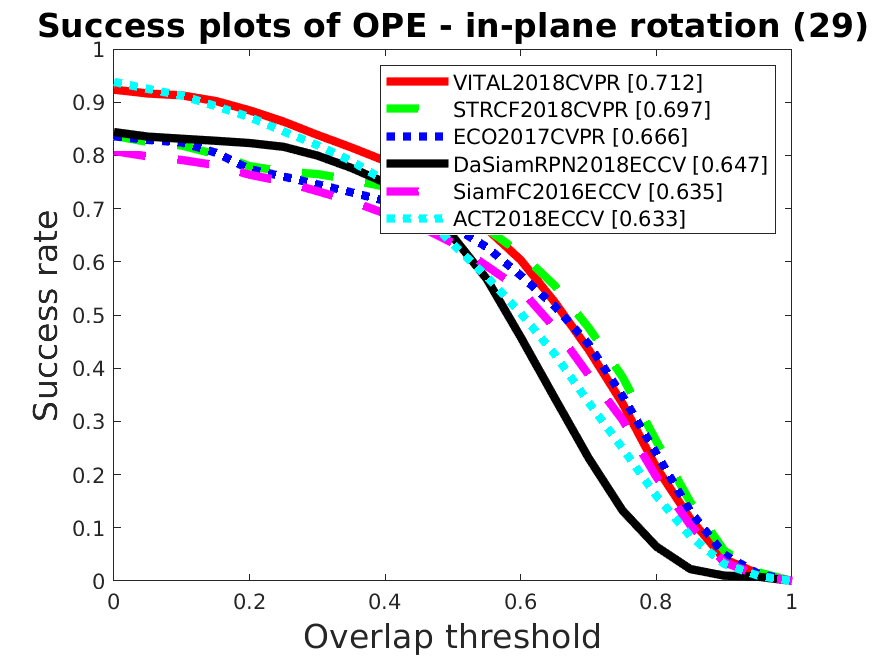 Success plots of OPE - in-plane rotation (29)
1
0.9
0.8
0.7
0.6
0.5
0.4
0.3
0.2
0.1
0
Success rate
VITAL2018CVPR [0.712]
STRCF2018CVPR [0.697]
ECO2017CVPR [0.666]
DaSiamRPN2018ECCV [0.647]
SiamFC2016ECCV [0.635]
ACT2018ECCV [0.633]
0 0.2 0.4 0.6 0.8 1
Overlap threshold